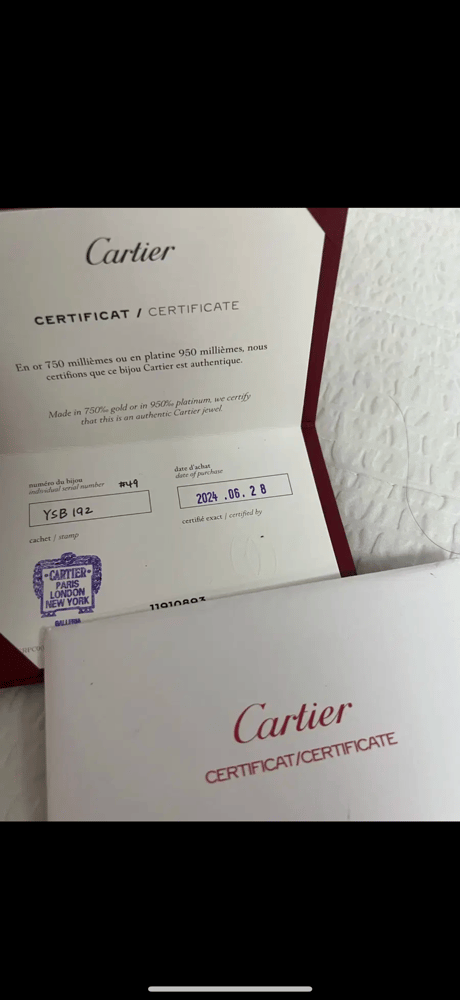 Cartier
CERTIFICAT / CERTIFICATE
En or 750 millièmes ou en platine 950 millièmes, nous
certifions que ce bijou Cartier est authentique.
Made in 750‰ gold or in 950‰ platinum, we certify
that this is an authentic Cartier jewel.
numéro du bijou
individual serial number #49
YSB 192
date d'achat
date of purchase
2024.06.28
certifié exact / certified by
cachet / stamp
CARTIER
PARIS
LONDON
NEW YORK
GALLERIA
11910893
Cartier
CERTIFICAT/CERTIFICATE